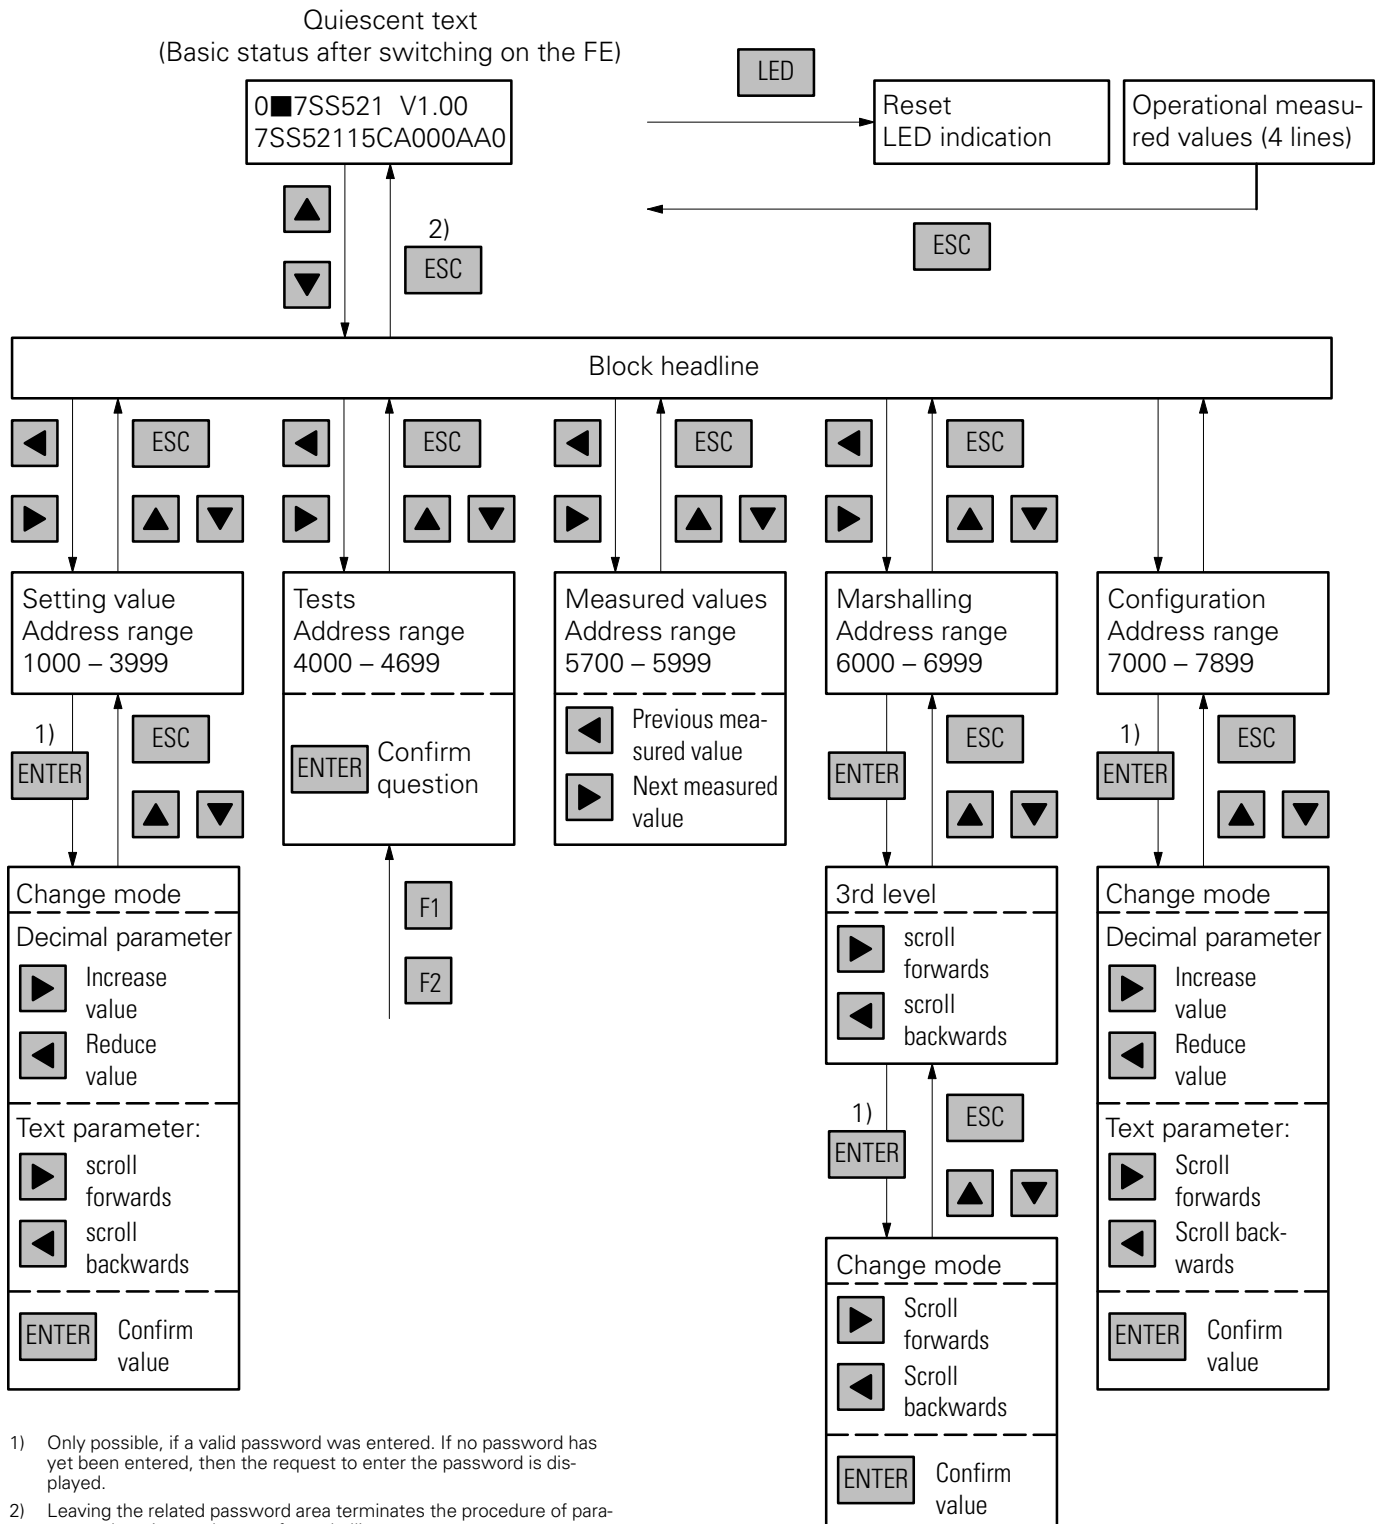 Quiescent text
(Basic status after switching on the FE)
0■7SS521 V1.00
7SS52115CA000AA0
LED
Reset
LED indication
Operational measu-
red values (4 lines)
ESC
2)
ESC
Block headline
ESC
ESC
ESC
ESC
Setting value
Address range
1000 – 3999
Tests
Address range
4000 – 4699
Measured values
Address range
5700 – 5999
Marshalling
Address range
6000 – 6999
Configuration
Address range
7000 – 7899
1)
ENTER
ESC
ENTER
Confirm
question
Previous mea-
sured value
Next measured
value
ENTER
ESC
1)
ENTER
ESC
Change mode
Decimal parameter
Increase
value
Reduce
value
Text parameter:
scroll
forwards
scroll
backwards
ENTER
Confirm
value
F1
F2
3rd level
scroll
forwards
scroll
backwards
1)
ENTER
ESC
Change mode
Scroll
forwards
Scroll
backwards
ENTER
Confirm
value
Change mode
Decimal parameter
Increase
value
Reduce
value
Text parameter:
Scroll
forwards
Scroll back-
wards
ENTER
Confirm
value
1) Only possible, if a valid password was entered. If no password has
yet been entered, then the request to enter the password is dis-
played.
2) Leaving the related password area terminates the procedure of para-